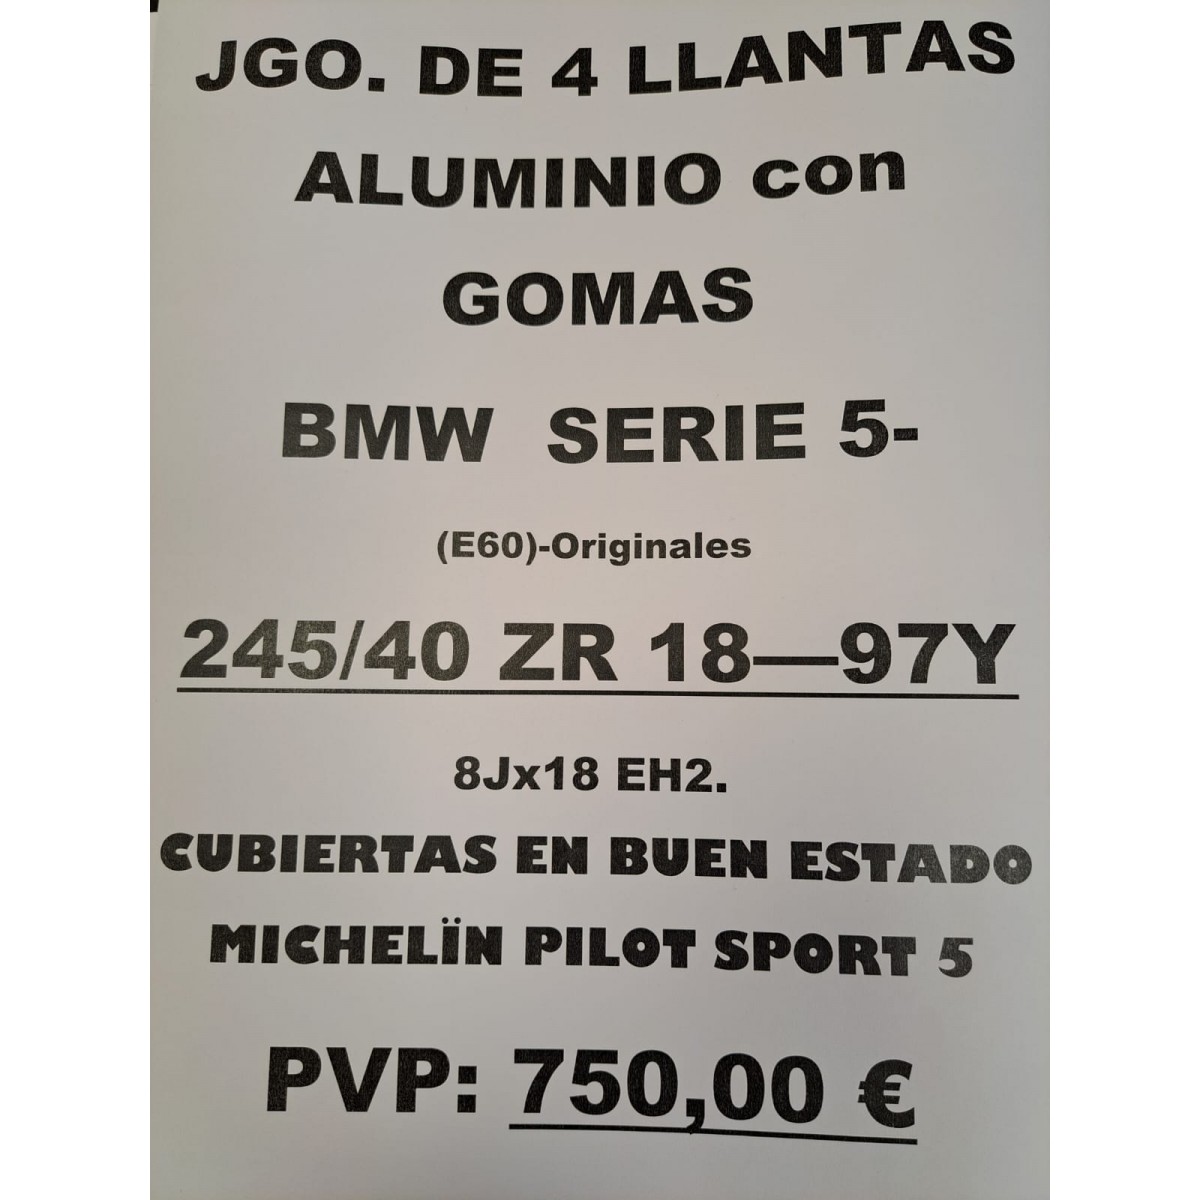 JGO. DE 4 LLANTAS
ALUMINIO con
GOMAS
BMW SERIE 5-
(E60)-Originales
245/40 ZR 18—97Y
8Jx18 EH2.
CUBIERTAS EN BUEN ESTADO
MICHELÏN PILOT SPORT 5
PVP: 750,00 €